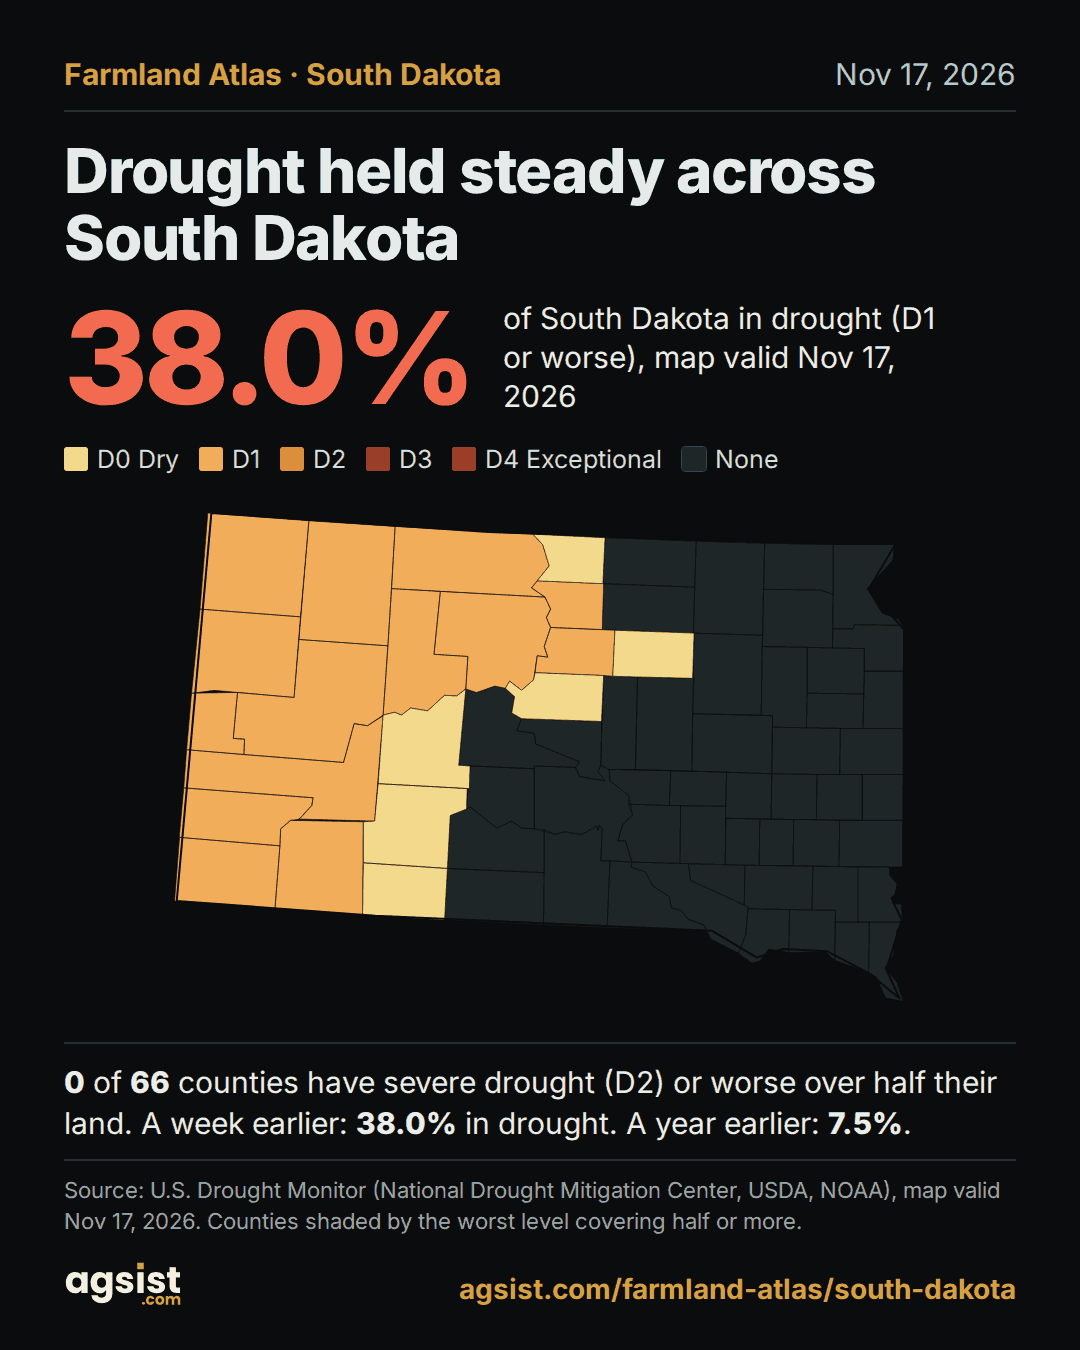 Farmland Atlas · South Dakota
Nov 17, 2026
Drought held steady across
South Dakota
38.0%
of South Dakota in drought (D1
or worse), map valid Nov 17,
2026
D0 Dry D1 D2 D3 D4 Exceptional None
0 of 66 counties have severe drought (D2) or worse over half their
land. A week earlier: 38.0% in drought. A year earlier: 7.5%.
Source: U.S. Drought Monitor (National Drought Mitigation Center, USDA, NOAA), map valid
Nov 17, 2026. Counties shaded by the worst level covering half or more.
agsist
.com
agsist.com/farmland-atlas/south-dakota